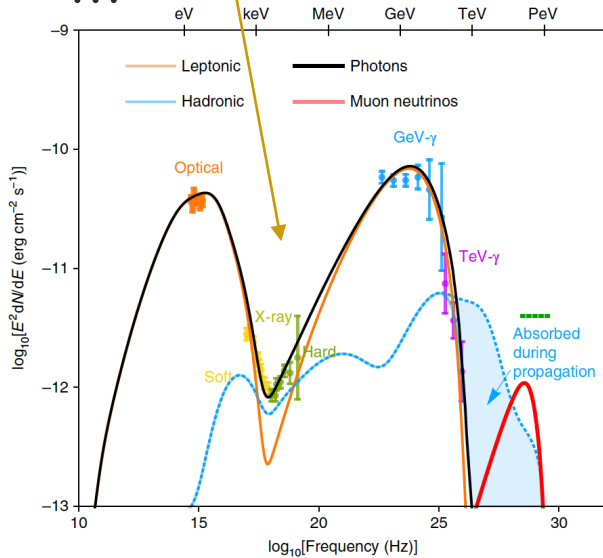 eV keV MeV GeV TeV PeV
−9
Leptonic Photons
Hadronic Muon neutrinos
GeV-γ
−10
Optical
log₁₀[E²dN/dE (erg cm⁻² s⁻¹)]
−11
TeV-γ
X-ray
Absorbed
during
propagation
Hard
Soft
−12
−13
10 15 20 25 30
log₁₀[Frequency (Hz)]